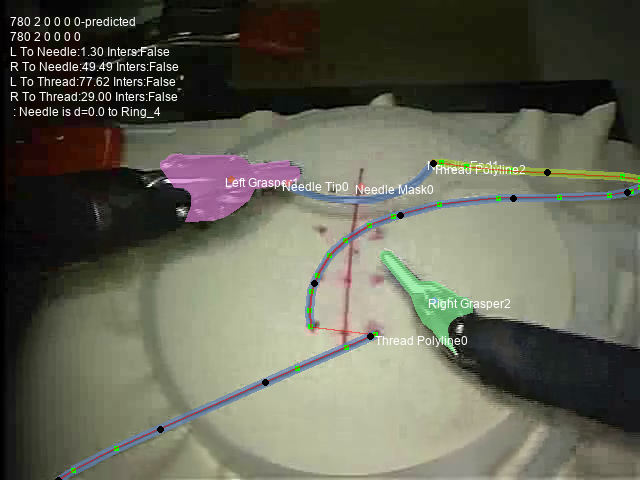 780 2 0 0 0 0-predicted
780 2 0 0 0 0
L To Needle:1.30 Inters:False
R To Needle:49.49 Inters:False
L To Thread:77.62 Inters:False
R To Thread:29.00 Inters:False
: Needle is d=0.0 to Ring_4
Thread Polyline2
Left Grasper1
Needle Tip0
Needle Mask0
Right Grasper2
Thread Polyline0